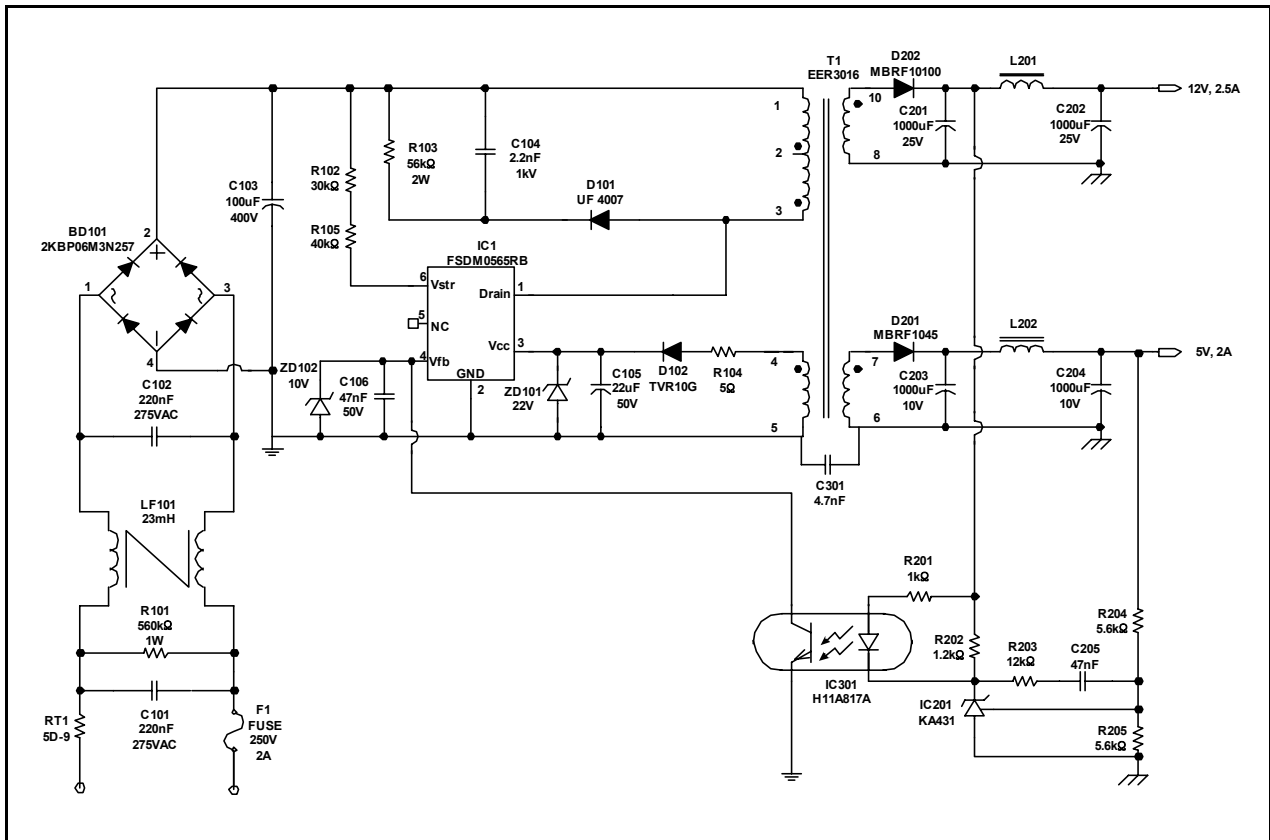 T1
EER3016
D202
MBRF10100
L201
12V, 2.5A
1
2
3
10
8
C201
1000uF
25V
C202
1000uF
25V
R103
56kΩ
2W
C104
2.2nF
1kV
D101
UF 4007
C103
100uF
400V
R102
30kΩ
R105
40kΩ
BD101
2KBP06M3N257
1
2
3
4
IC1
FSDM0565RB
6
Vstr
Drain
1
5
NC
Vcc
3
4
Vfb
GND
2
ZD102
10V
C106
47nF
50V
ZD101
22V
C105
22uF
50V
D102
TVR10G
R104
5Ω
4
5
7
6
D201
MBRF1045
L202
5V, 2A
C203
1000uF
10V
C204
1000uF
10V
C301
4.7nF
C102
220nF
275VAC
LF101
23mH
R101
560kΩ
1W
C101
220nF
275VAC
RT1
5D-9
F1
FUSE
250V
2A
R201
1kΩ
R202
1.2kΩ
R203
12kΩ
C205
47nF
R204
5.6kΩ
R205
5.6kΩ
IC301
H11A817A
IC201
KA431